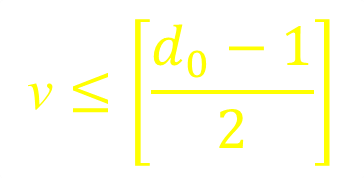 v ≤ [(d₀ − 1)/2]